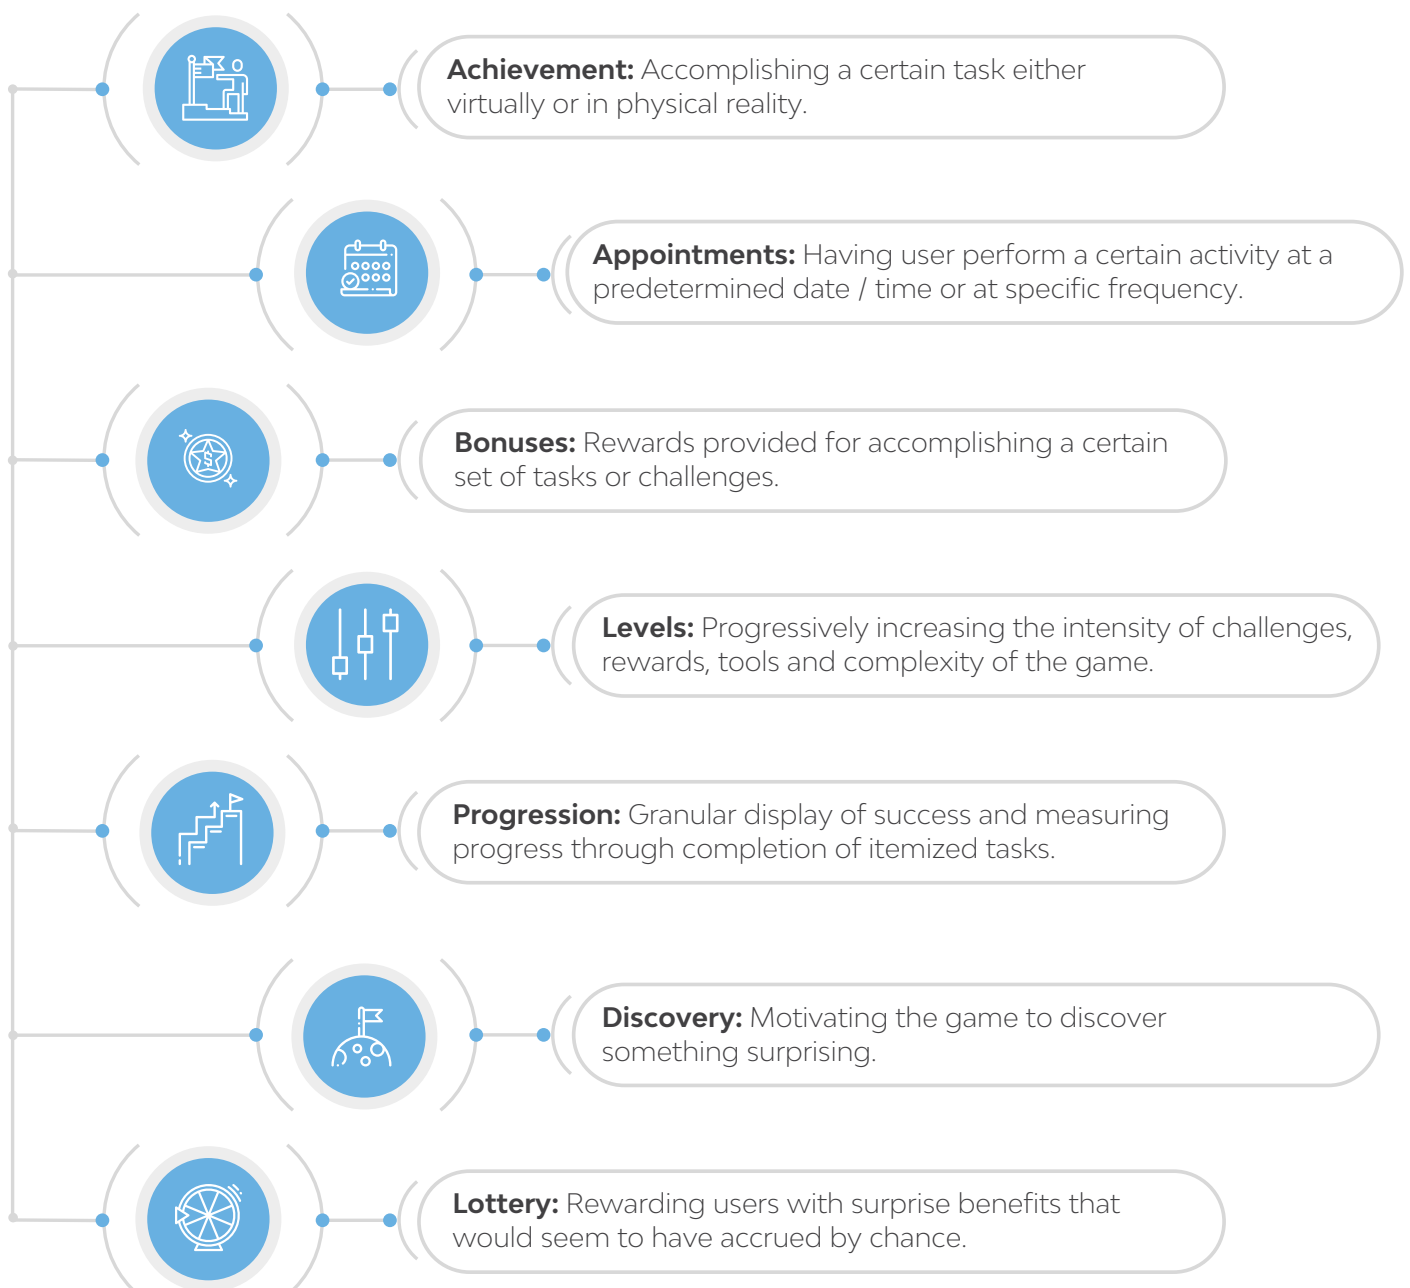 Achievement: Accomplishing a certain task either
virtually or in physical reality.
Appointments: Having user perform a certain activity at a
predetermined date / time or at specific frequency.
$
Bonuses: Rewards provided for accomplishing a certain
set of tasks or challenges.
Levels: Progressively increasing the intensity of challenges,
rewards, tools and complexity of the game.
Progression: Granular display of success and measuring
progress through completion of itemized tasks.
Discovery: Motivating the game to discover
something surprising.
Lottery: Rewarding users with surprise benefits that
would seem to have accrued by chance.